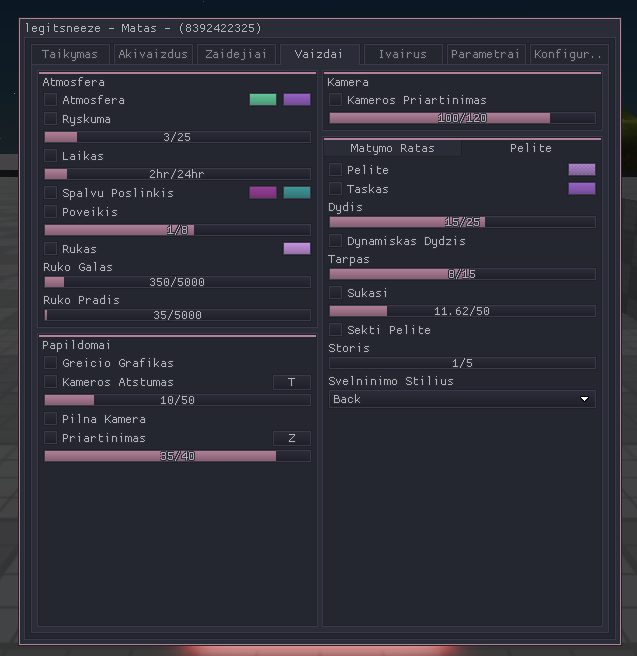 legitsneeze - Matas - (8392422325)
Taikymas Akivaizdus Zaidejiai Vaizdai Ivairus Parametrai Konfigur..
Atmosfera
Atmosfera
Ryskuma
3/25
Laikas
2hr/24hr
Spalvu Poslinkis
Poveikis
1/8
Rukas
Ruko Galas
350/5000
Ruko Pradis
35/5000
Papildomai
Greicio Grafikas
Kameros Atstumas T
10/50
Pilna Kamera
Priartinimas Z
35/40
Kamera
Kameros Priartinimas
100/120
Matymo Ratas Pelite
Pelite
Taskas
Dydis
15/25
Dynamiskas Dydzis
Tarpas
8/15
Sukasi
11.62/50
Sekti Pelite
Storis
1/5
Svelninimo Stilius
Back